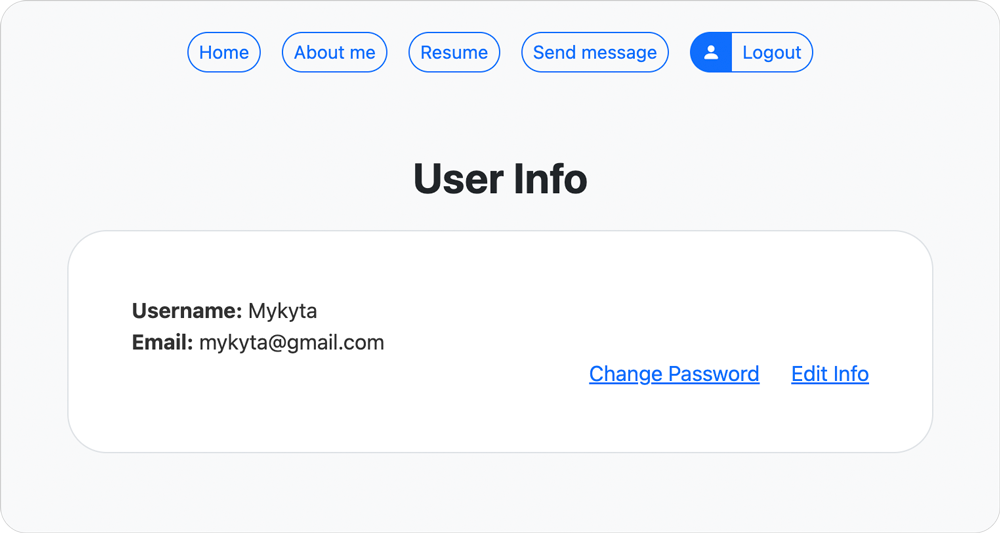 Home About me Resume Send message Logout
User Info
Username: Mykyta
Email: mykyta@gmail.com
Change Password Edit Info